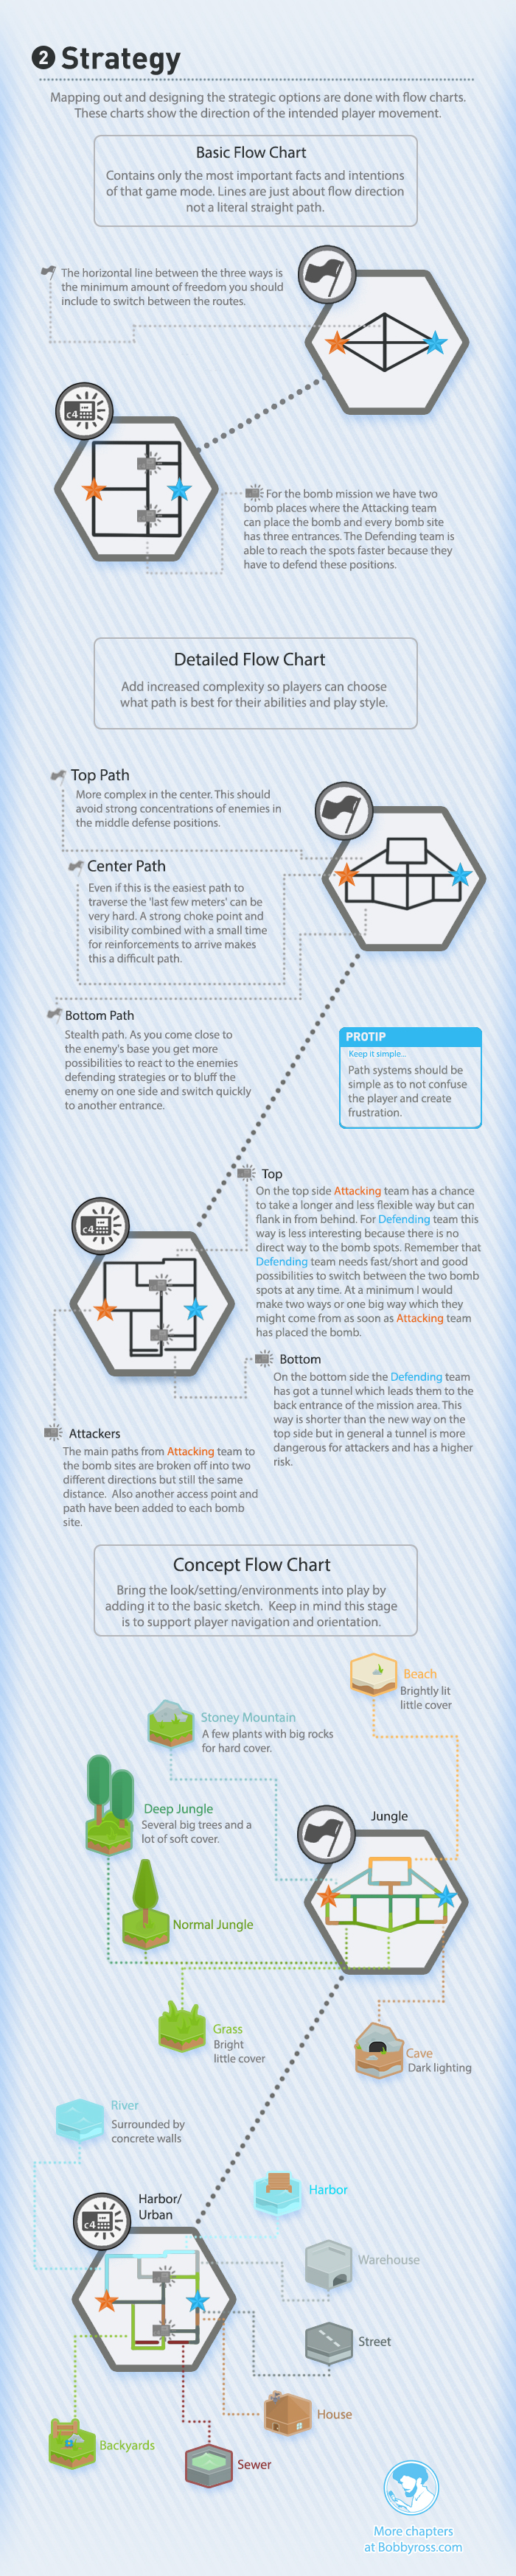 2 Strategy
Mapping out and designing the strategic options are done with flow charts.
These charts show the direction of the intended player movement.
Basic Flow Chart
Contains only the most important facts and intentions
of that game mode. Lines are just about flow direction
not a literal straight path.
The horizontal line between the three ways is
the minimum amount of freedom you should
include to switch between the routes.
c4
For the bomb mission we have two
bomb places where the Attacking team
can place the bomb and every bomb site
has three entrances. The Defending team is
able to reach the spots faster because they
have to defend these positions.
Detailed Flow Chart
Add increased complexity so players can choose
what path is best for their abilities and play style.
Top Path
More complex in the center. This should
avoid strong concentrations of enemies in
the middle defense positions.
Center Path
Even if this is the easiest path to
traverse the 'last few meters' can be
very hard. A strong choke point and
visibility combined with a small time
for reinforcements to arrive makes
this a difficult path.
Bottom Path
Stealth path. As you come close to
the enemy's base you get more
possibilities to react to the enemies
defending strategies or to bluff the
enemy on one side and switch quickly
to another entrance.
PROTIP
Keep it simple...
Path systems should be
simple as to not confuse
the player and create
frustration.
Top
On the top side Attacking team has a chance
to take a longer and less flexible way but can
flank in from behind. For Defending team this
way is less interesting because there is no
direct way to the bomb spots. Remember that
Defending team needs fast/short and good
possibilities to switch between the two bomb
spots at any time. At a minimum I would
make two ways or one big way which they
might come from as soon as Attacking team
has placed the bomb.
c4
Bottom
On the bottom side the Defending team
has got a tunnel which leads them to the
back entrance of the mission area. This
way is shorter than the new way on the
top side but in general a tunnel is more
dangerous for attackers and has a higher
risk.
Attackers
The main paths from Attacking team to
the bomb sites are broken off into two
different directions but still the same
distance. Also another access point and
path have been added to each bomb
site.
Concept Flow Chart
Bring the look/setting/environments into play by
adding it to the basic sketch. Keep in mind this stage
is to support player navigation and orientation.
Beach
Brightly lit
little cover
Stoney Mountain
A few plants with big rocks
for hard cover.
Deep Jungle
Several big trees and a
lot of soft cover.
Jungle
Normal Jungle
Grass
Bright
little cover
Cave
Dark lighting
River
Surrounded by
concrete walls
Harbor
Harbor/
Urban
c4
Warehouse
Street
House
Backyards
Sewer
More chapters
at Bobbyross.com